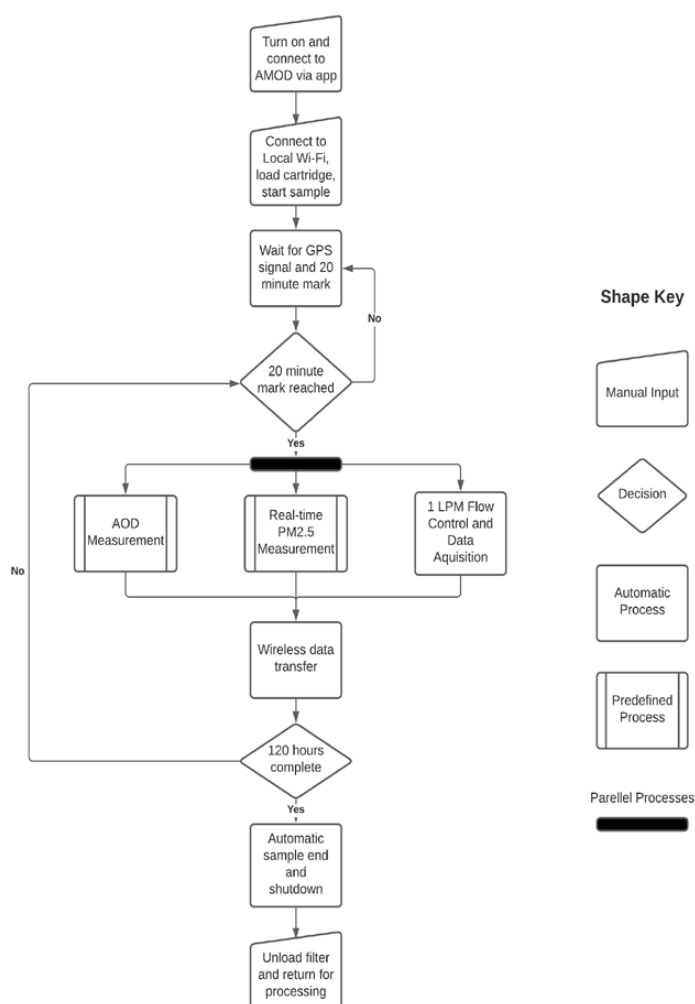 Turn on and
connect to
AMOD via app
Connect to
Local Wi-Fi,
load cartridge,
start sample
Wait for GPS
signal and 20
minute mark
No
20 minute
mark reached
Yes
AOD
Measurement
Real-time
PM2.5
Measurement
1 LPM Flow
Control and
Data
Aquisition
No
Wireless data
transfer
120 hours
complete
Yes
Automatic
sample end
and
shutdown
Unload filter
and return for
processing
Shape Key
Manual Input
Decision
Automatic
Process
Predefined
Process
Parellel Processes